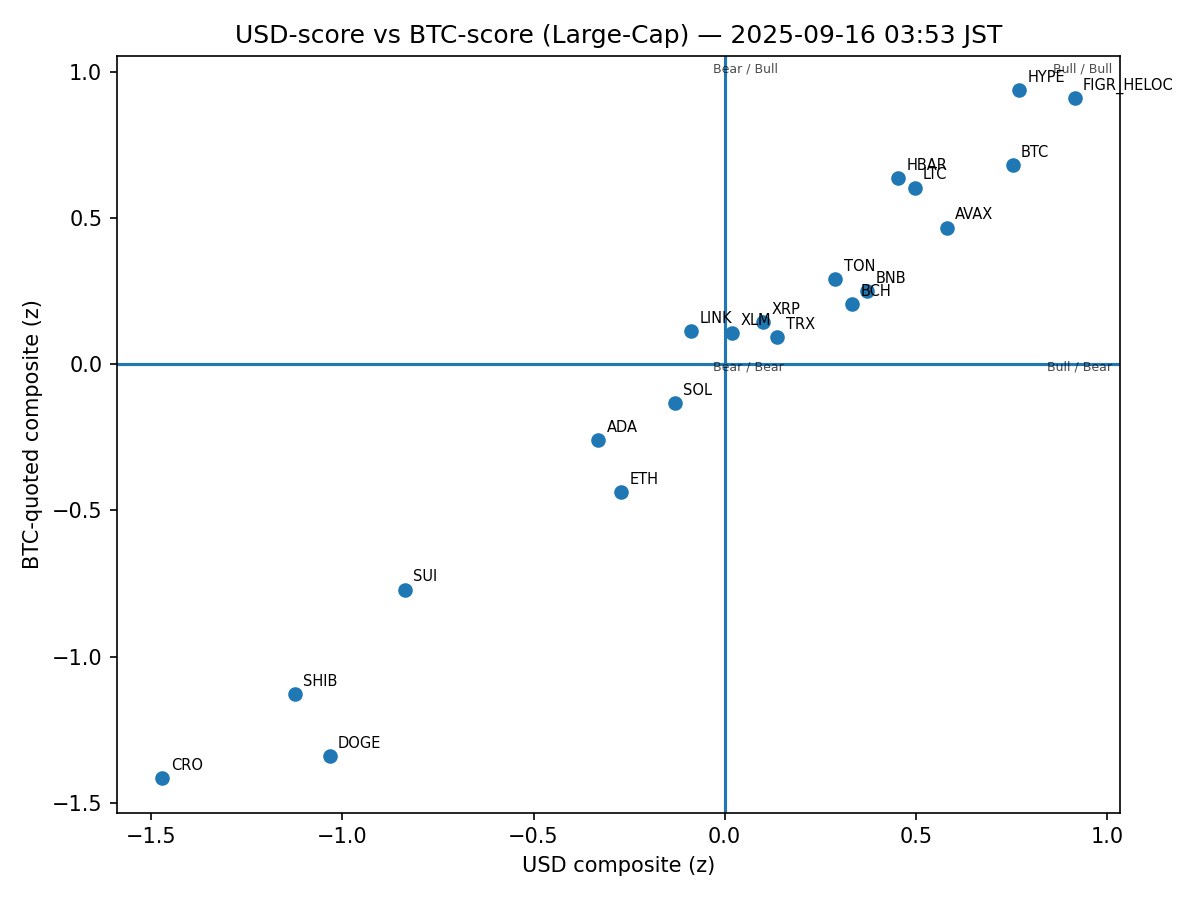 USD-score vs BTC-score (Large-Cap) — 2025-09-16 03:53 JST
1.0
Bear / Bull
Bull / Bull
HYPE
FIGR_HELOC
BTC
HBAR
LTC
0.5
AVAX
TON
BNB
BCH
XRP
LINK
XLM
TRX
0.0
Bear / Bear
Bull / Bear
SOL
ADA
ETH
−0.5
SUI
−1.0
SHIB
DOGE
CRO
−1.5
BTC-quoted composite (z)
−1.5
−1.0
−0.5
0.0
0.5
1.0
USD composite (z)